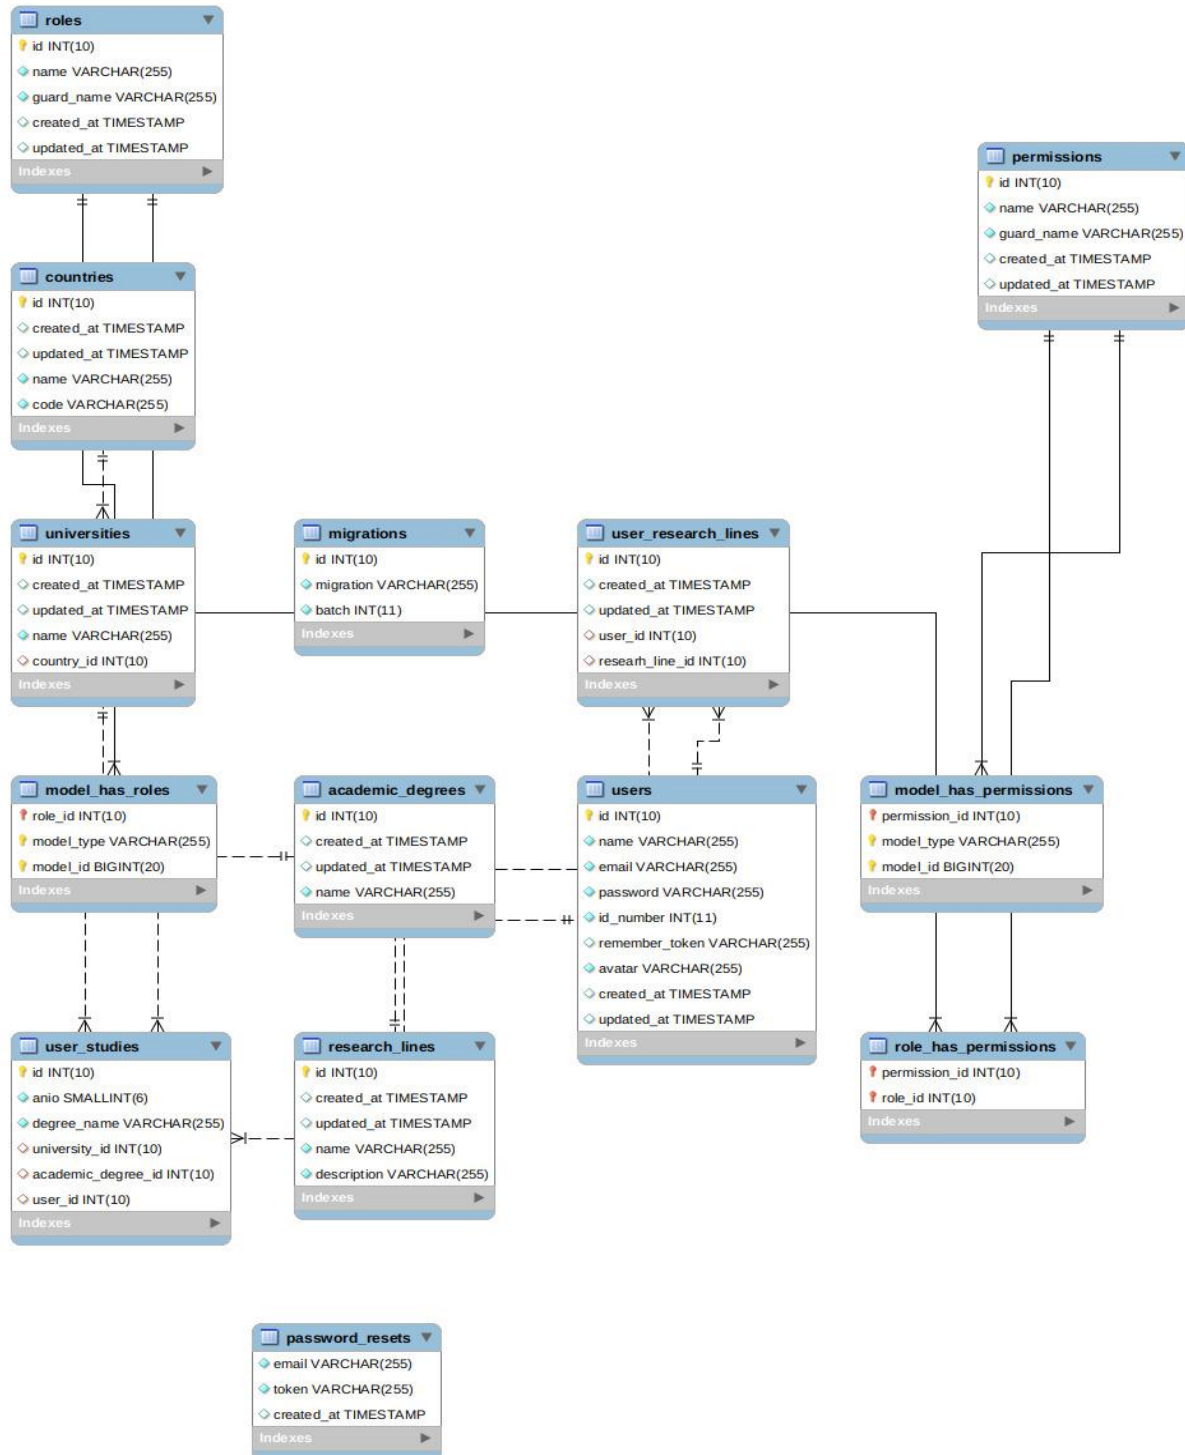 roles
id INT(10)
name VARCHAR(255)
guard_name VARCHAR(255)
created_at TIMESTAMP
updated_at TIMESTAMP
Indexes
permissions
id INT(10)
name VARCHAR(255)
guard_name VARCHAR(255)
created_at TIMESTAMP
updated_at TIMESTAMP
Indexes
countries
id INT(10)
created_at TIMESTAMP
updated_at TIMESTAMP
name VARCHAR(255)
code VARCHAR(255)
Indexes
universities
id INT(10)
created_at TIMESTAMP
updated_at TIMESTAMP
name VARCHAR(255)
country_id INT(10)
Indexes
migrations
id INT(10)
migration VARCHAR(255)
batch INT(11)
Indexes
user_research_lines
id INT(10)
created_at TIMESTAMP
updated_at TIMESTAMP
user_id INT(10)
researh_line_id INT(10)
Indexes
model_has_roles
role_id INT(10)
model_type VARCHAR(255)
model_id BIGINT(20)
Indexes
academic_degrees
id INT(10)
created_at TIMESTAMP
updated_at TIMESTAMP
name VARCHAR(255)
Indexes
users
id INT(10)
name VARCHAR(255)
email VARCHAR(255)
password VARCHAR(255)
id_number INT(11)
remember_token VARCHAR(255)
avatar VARCHAR(255)
created_at TIMESTAMP
updated_at TIMESTAMP
Indexes
model_has_permissions
permission_id INT(10)
model_type VARCHAR(255)
model_id BIGINT(20)
Indexes
user_studies
id INT(10)
anio SMALLINT(6)
degree_name VARCHAR(255)
university_id INT(10)
academic_degree_id INT(10)
user_id INT(10)
Indexes
research_lines
id INT(10)
created_at TIMESTAMP
updated_at TIMESTAMP
name VARCHAR(255)
description VARCHAR(255)
Indexes
role_has_permissions
permission_id INT(10)
role_id INT(10)
Indexes
password_resets
email VARCHAR(255)
token VARCHAR(255)
created_at TIMESTAMP
Indexes